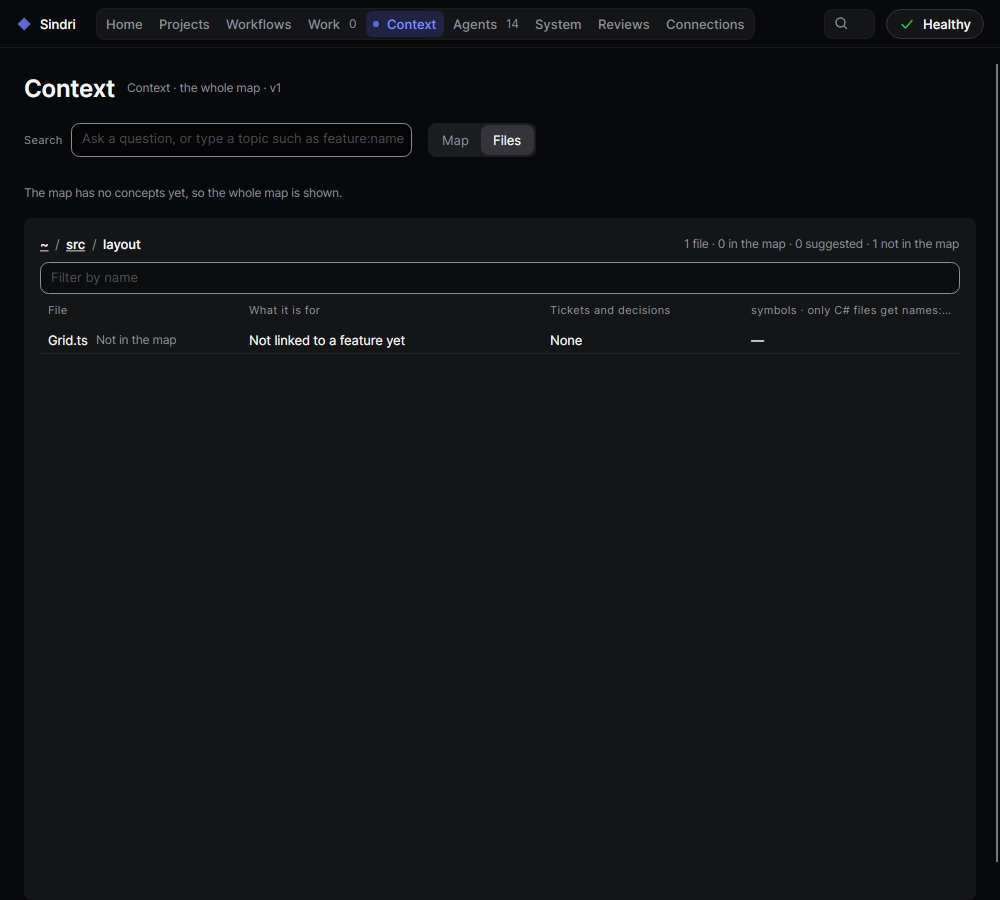 Sindri Home Projects Workflows Work 0 Context Agents 14 System Reviews Connections Healthy
Context Context · the whole map · v1
Search Ask a question, or type a topic such as feature:name Map Files
The map has no concepts yet, so the whole map is shown.
~ / src / layout 1 file · 0 in the map · 0 suggested · 1 not in the map
Filter by name
File What it is for Tickets and decisions symbols · only C# files get names:...
Grid.ts Not in the map Not linked to a feature yet None —